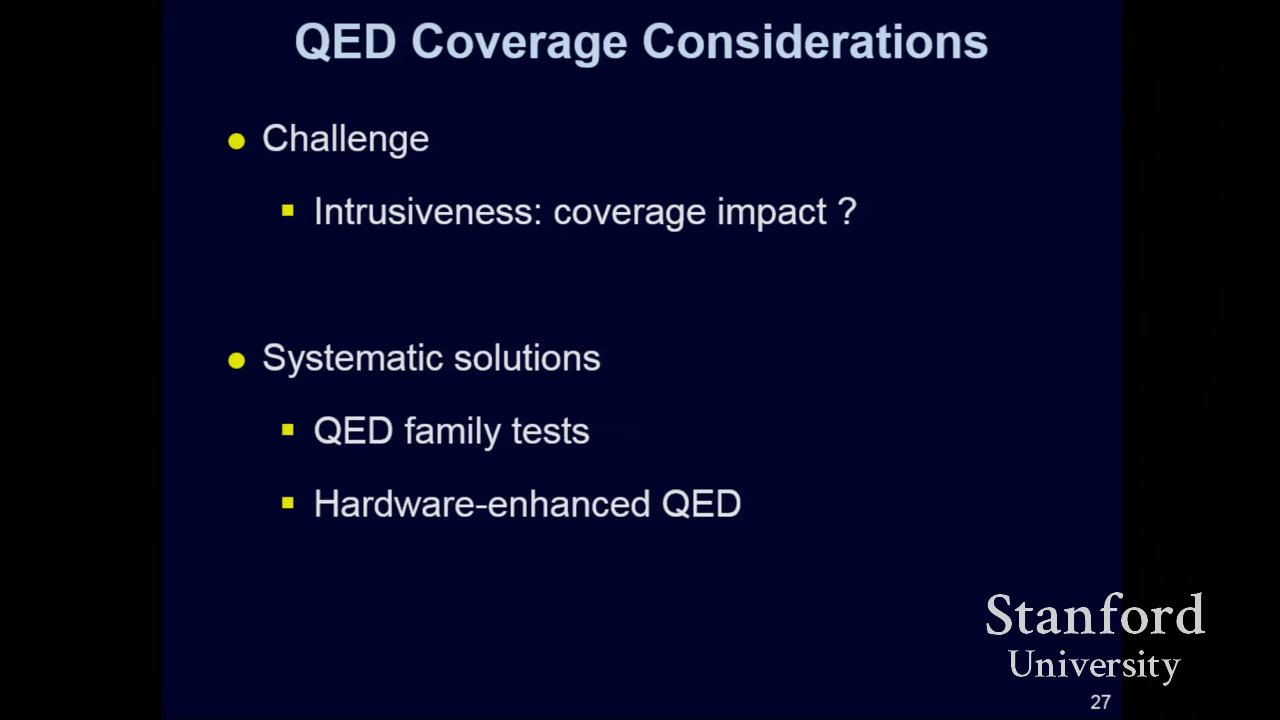 QED Coverage Considerations
Challenge
Intrusiveness: coverage impact ?
Systematic solutions
QED family tests
Hardware-enhanced QED
Stanford
University
27